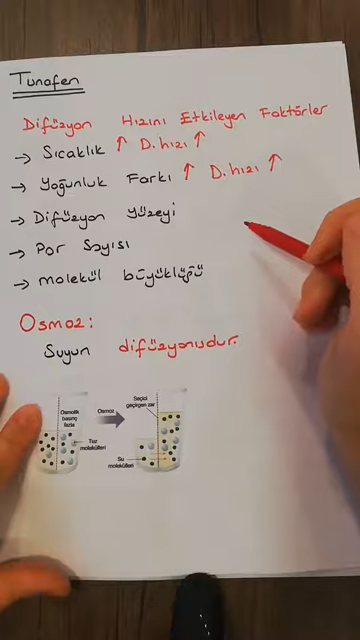 Tunafen
Difüzyon Hızını Etkileyen Faktörler
→ Sıcaklık ↑ D.hızı ↑
→ Yoğunluk Farkı ↑ D.hızı ↑
→ Difüzyon yüzeyi
→ Por Sayısı
→ molekül büyüklüğü
Osmoz:
Suyun difüzyonudur.
Seçici
geçirgen zar
Osmotik
basınç
fazla
Osmoz
Tuz
molekülleri
Su
molekülleri